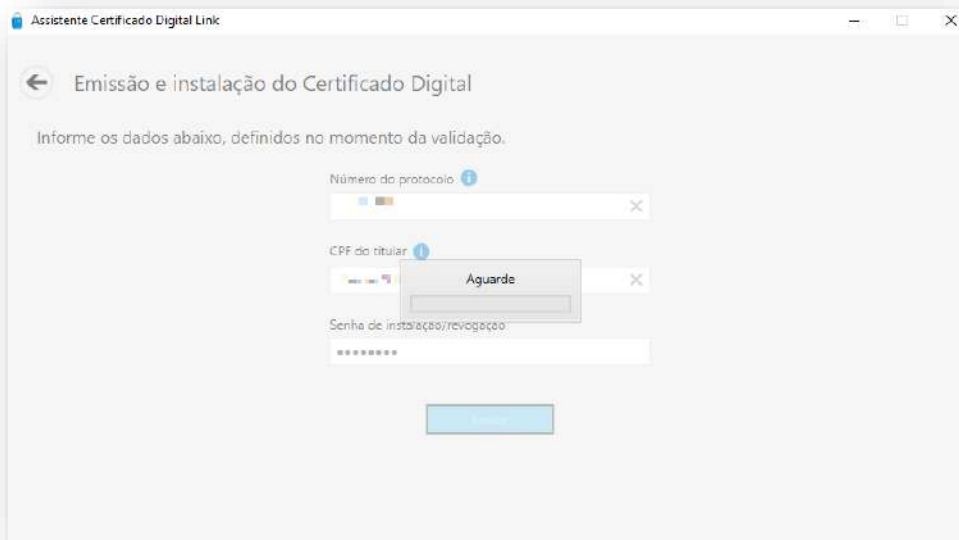 Assistente Certificado Digital Link
Emissão e instalação do Certificado Digital
Informe os dados abaixo, definidos no momento da validação.
Número do protocolo
CPF do titular
Aguarde
Senha de instalação/revogação